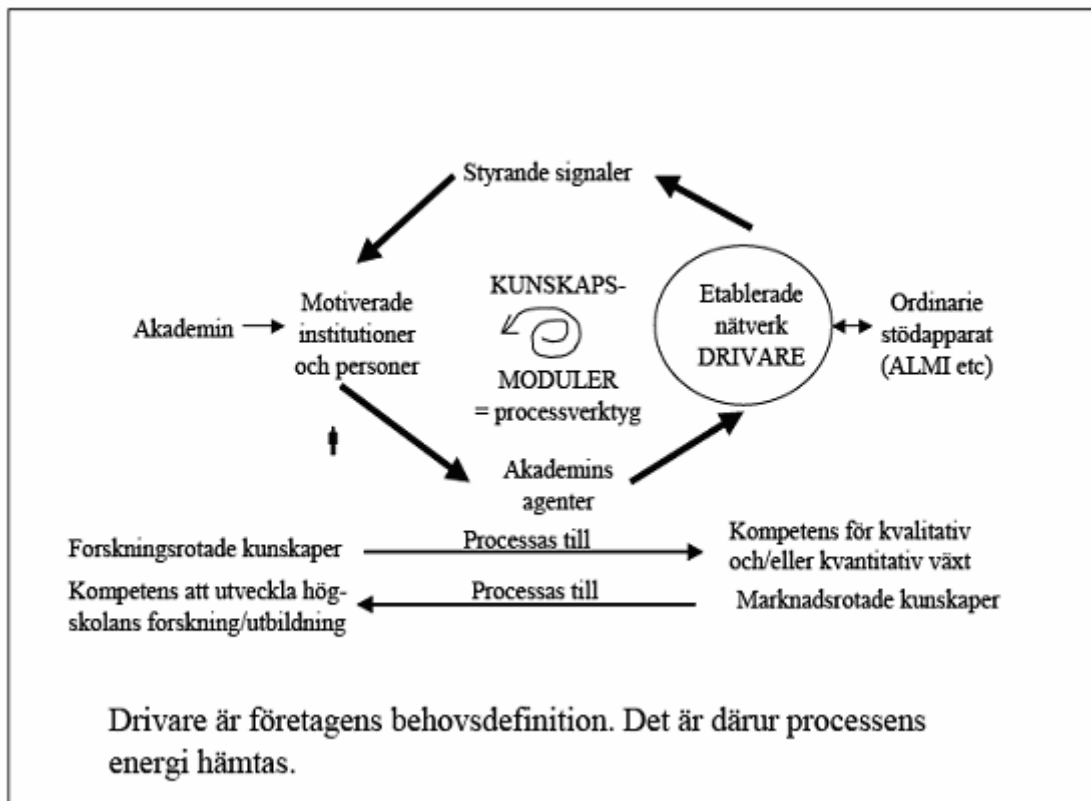 Styrande signaler
Akademin
Motiverade
institutioner
och personer
KUNSKAPS-
MODULER
= processverktyg
Etablerade
nätverk
DRIVARE
Ordinarie
stödapparat
(ALMI etc)
Akademins
agenter
Forskningsrotade kunskaper
Processas till
Kompetens för kvalitativ
och/eller kvantitativ växt
Kompetens att utveckla hög-
skolans forskning/utbildning
Processas till
Marknadsrotade kunskaper
Drivare är företagens behovsdefinition. Det är därur processens
energi hämtas.